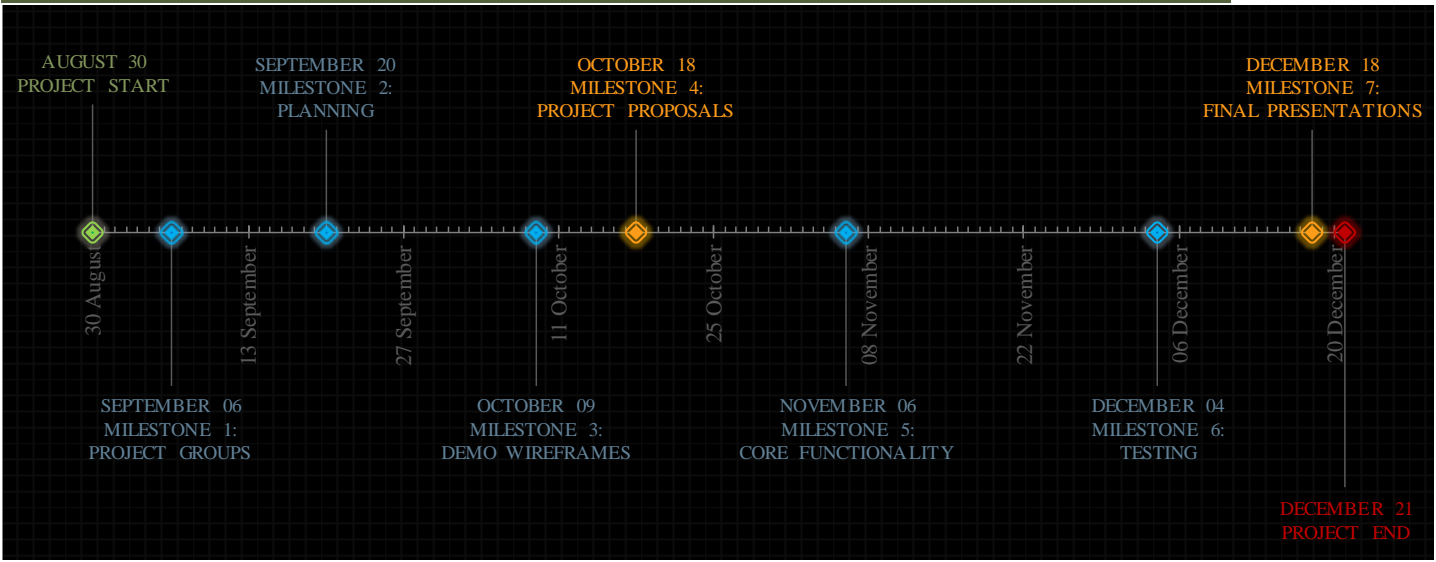 AUGUST 30
PROJECT START
SEPTEMBER 20
MILESTONE 2:
PLANNING
OCTOBER 18
MILESTONE 4:
PROJECT PROPOSALS
DECEMBER 18
MILESTONE 7:
FINAL PRESENTATIONS
30 August
13 September
27 September
11 October
25 October
08 November
22 November
06 December
20 December
SEPTEMBER 06
MILESTONE 1:
PROJECT GROUPS
OCTOBER 09
MILESTONE 3:
DEMO WIREFRAMES
NOVEMBER 06
MILESTONE 5:
CORE FUNCTIONALITY
DECEMBER 04
MILESTONE 6:
TESTING
DECEMBER 21
PROJECT END